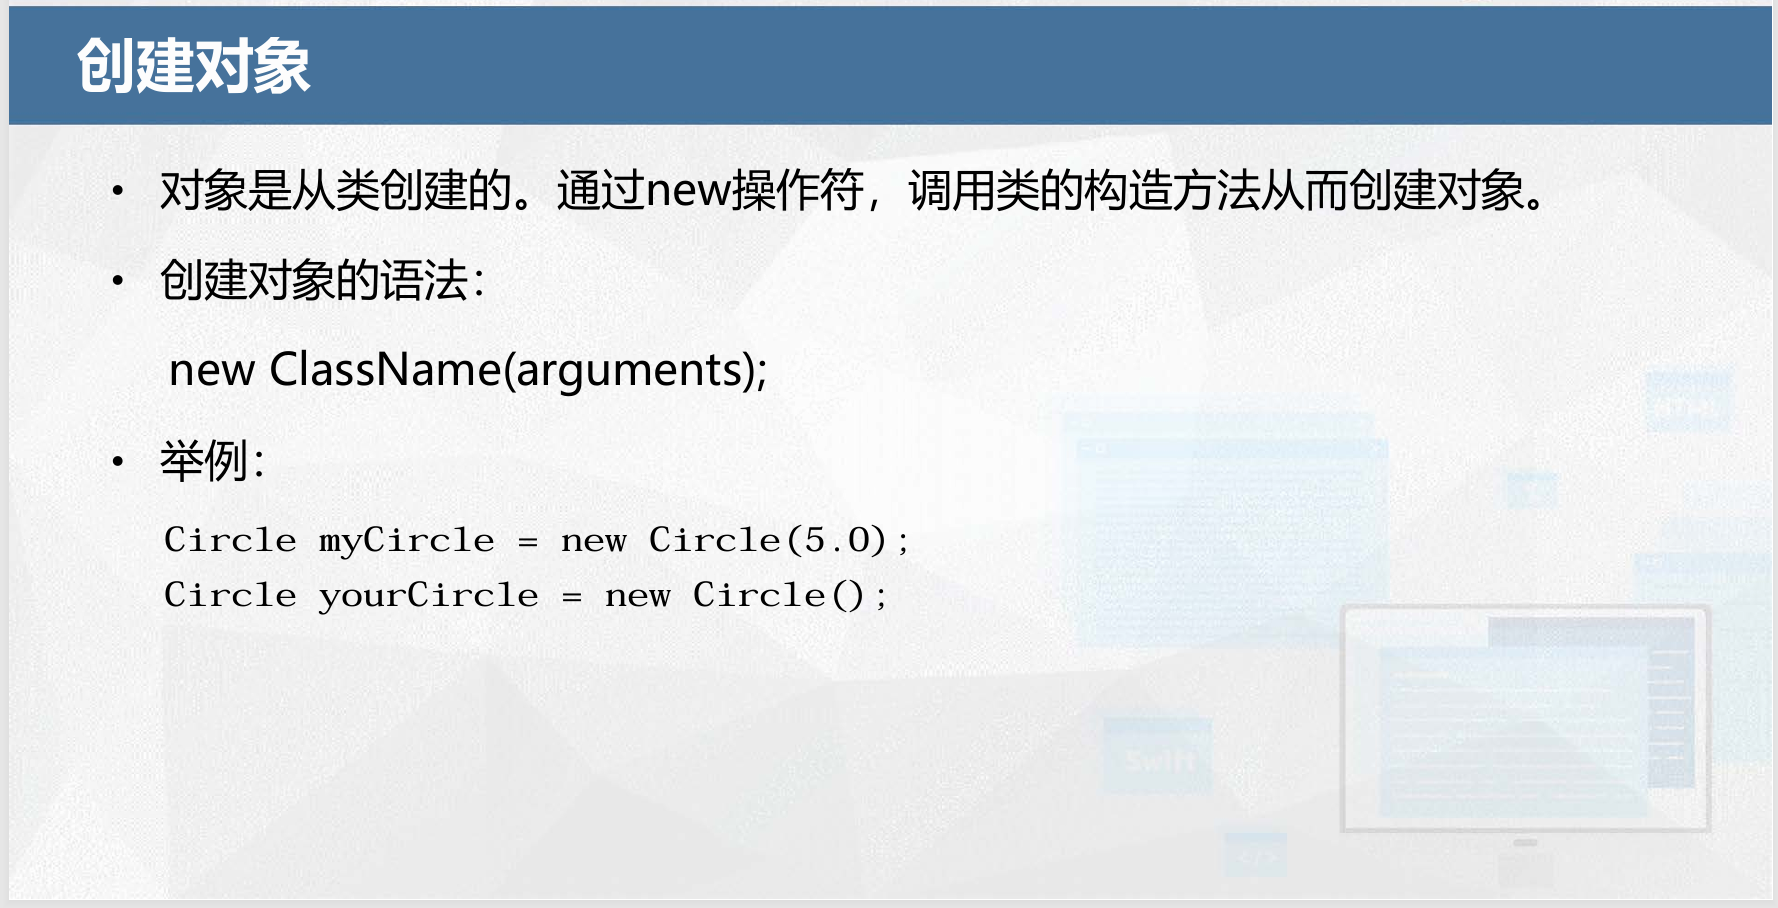 创建对象
• 对象是从类创建的。通过new操作符，调用类的构造方法从而创建对象。
• 创建对象的语法：
new ClassName(arguments);
• 举例：
Circle myCircle = new Circle(5.0);
Circle yourCircle = new Circle();
HTML
Swift
</>